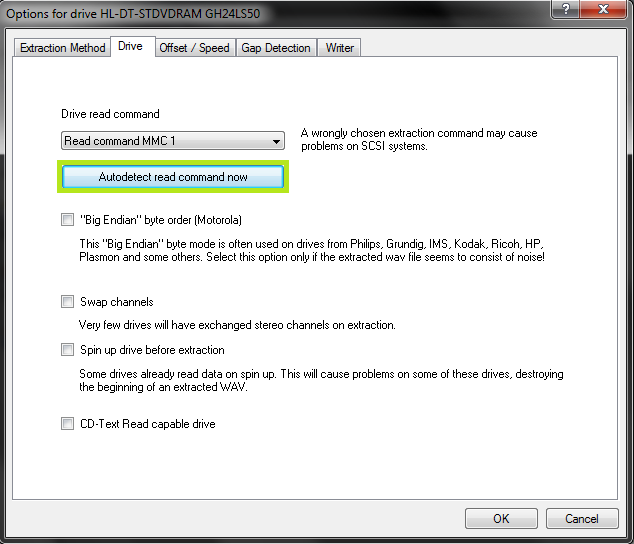 Options for drive HL-DT-STDVDRAM GH24LS50
?
Extraction Method Drive Offset / Speed Gap Detection Writer
Drive read command
Read command MMC 1
A wrongly chosen extraction command may cause
problems on SCSI systems.
Autodetect read command now
"Big Endian" byte order (Motorola)
This "Big Endian" byte mode is often used on drives from Philips, Grundig, IMS, Kodak, Ricoh, HP,
Plasmon and some others. Select this option only if the extracted wav file seems to consist of noise!
Swap channels
Very few drives will have exchanged stereo channels on extraction.
Spin up drive before extraction
Some drives already read data on spin up. This will cause problems on some of these drives, destroying
the beginning of an extracted WAV.
CD-Text Read capable drive
OK Cancel